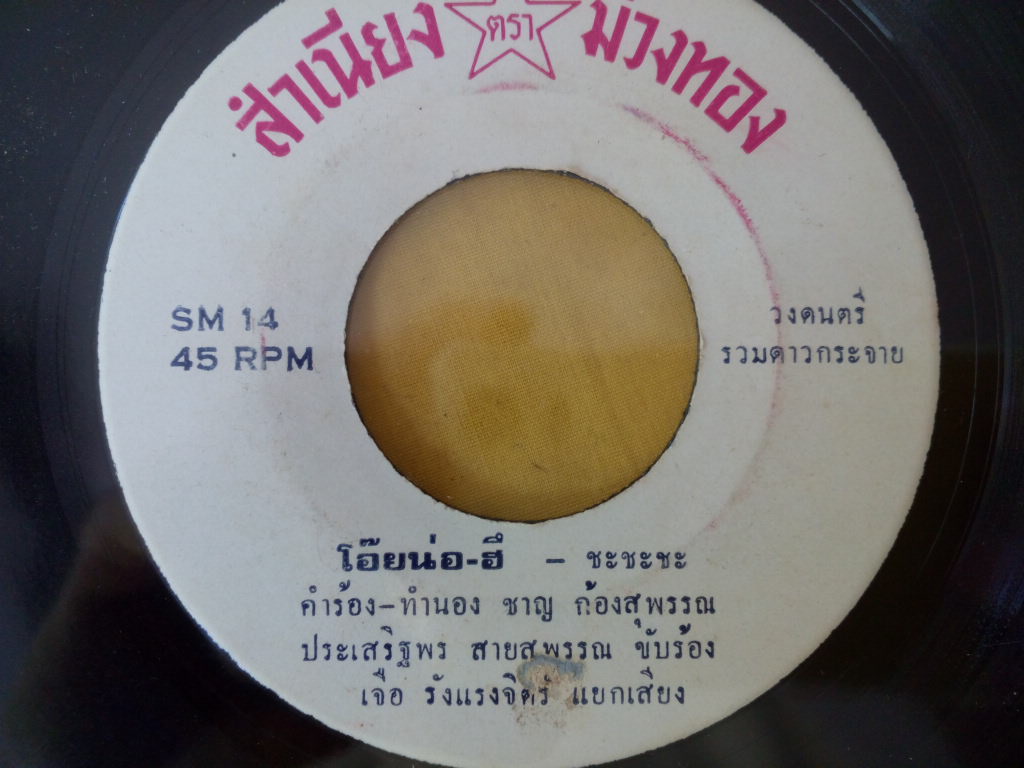 สำเนียง ตรา ม่วงทอง
SM 14
45 RPM
วงดนตรี
รวมดาวกระจาย
โอ๊ยน่อ-ฮึ - ชะชะชะ
คำร้อง-ทำนอง ชาญ ก้องสุพรรณ
ประเสริฐพร สายสุพรรณ ขับร้อง
เจือ รังแรงจิตร์ แยกเสียง